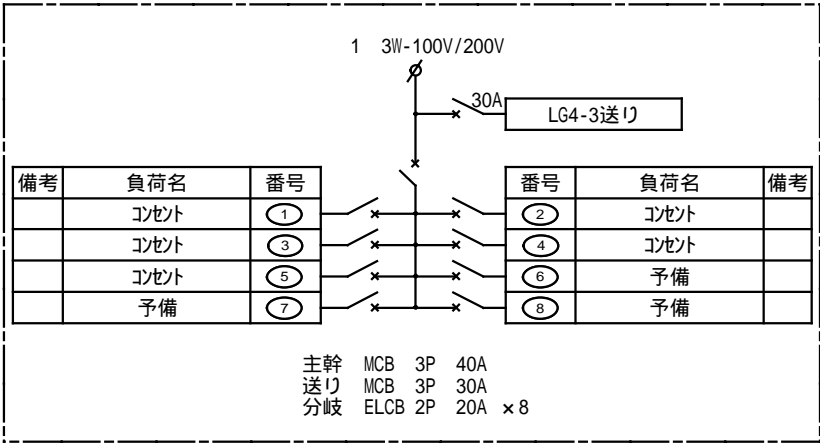 1 3W-100V/200V
30A
LG4-3送り
備考 負荷名 番号 番号 負荷名 備考
コンセント 1 2 コンセント
コンセント 3 4 コンセント
コンセント 5 6 予備
予備 7 8 予備
主幹 MCB 3P 40A
送り MCB 3P 30A
分岐 ELCB 2P 20A ×8